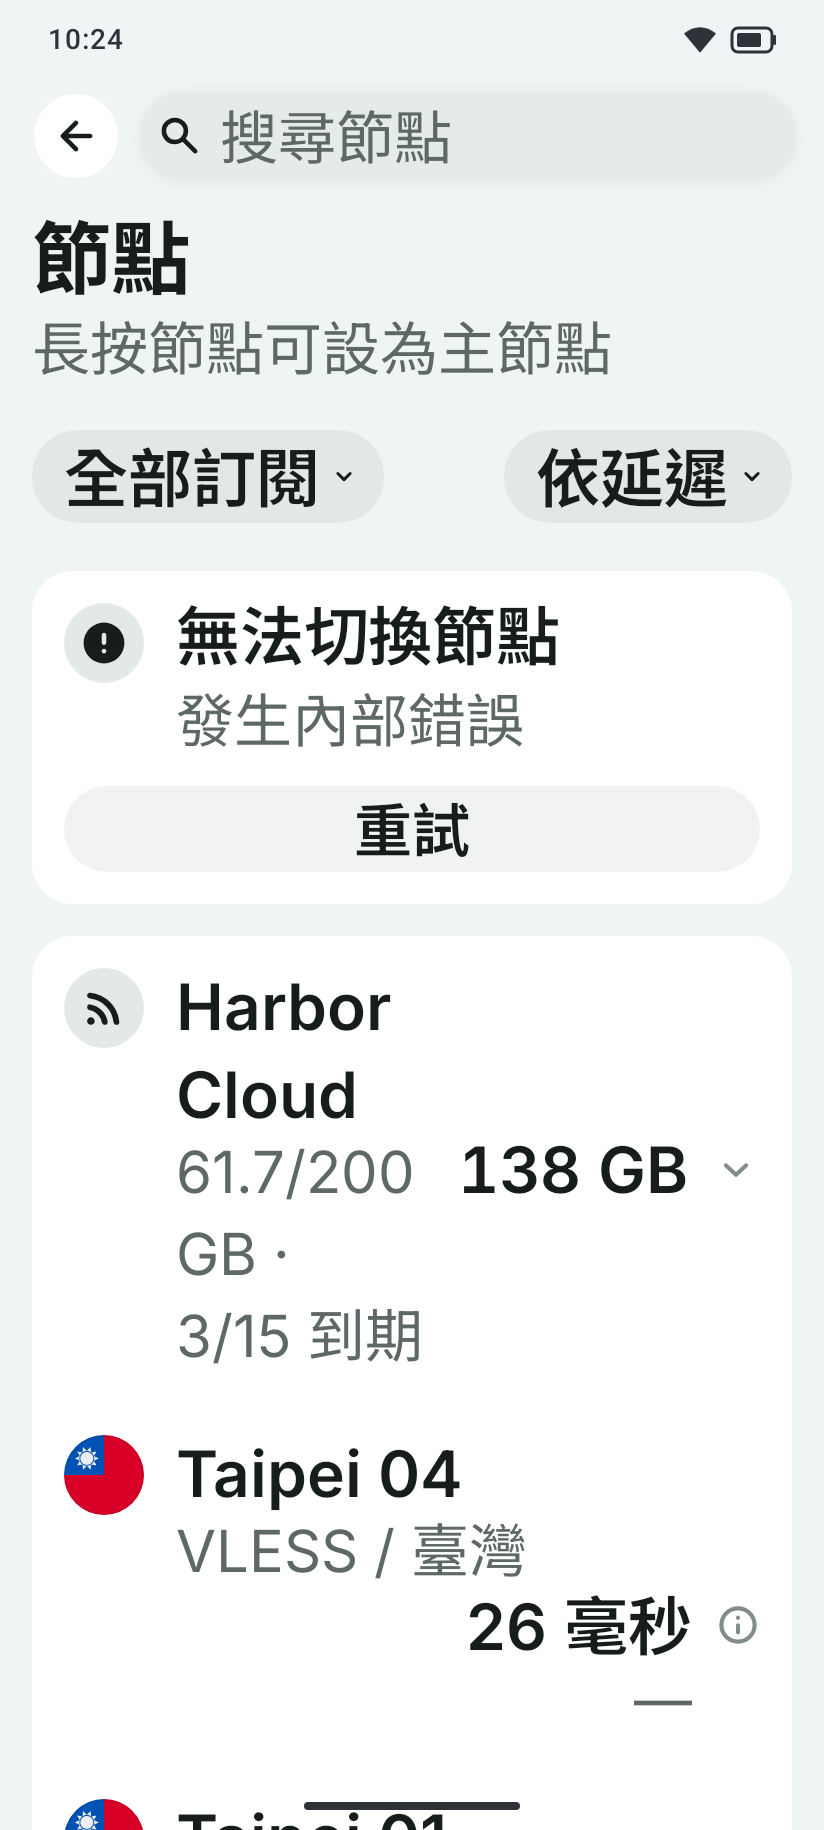 10:24
搜尋節點
節點
長按節點可設為主節點
全部訂閱
依延遲
無法切換節點
發生內部錯誤
重試
Harbor
Cloud
61.7/200
GB ·
3/15 到期
138 GB
Taipei 04
VLESS / 臺灣
26 毫秒
—
Taipei 01